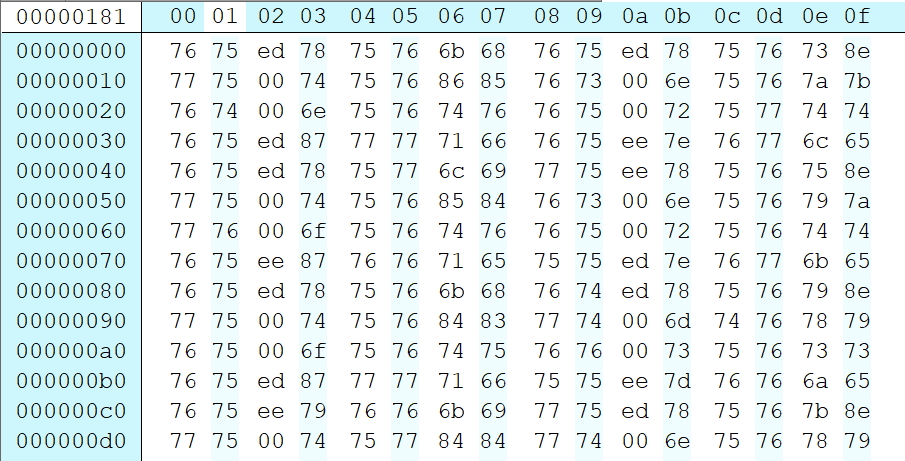 00000181 00 01 02 03 04 05 06 07 08 09 0a 0b 0c 0d 0e 0f
00000000 76 75 ed 78 75 76 6b 68 76 75 ed 78 75 76 73 8e
00000010 77 75 00 74 75 76 86 85 76 73 00 6e 75 76 7a 7b
00000020 76 74 00 6e 75 76 74 76 76 75 00 72 75 77 74 74
00000030 76 75 ed 87 77 77 71 66 76 75 ee 7e 76 77 6c 65
00000040 76 75 ed 78 75 77 6c 69 77 75 ee 78 75 76 75 8e
00000050 77 75 00 74 75 76 85 84 76 73 00 6e 75 76 79 7a
00000060 77 76 00 6f 75 76 74 76 76 75 00 72 75 76 74 74
00000070 76 75 ee 87 76 76 71 65 75 75 ed 7e 76 77 6b 65
00000080 76 75 ed 78 75 76 6b 68 76 74 ed 78 75 76 79 8e
00000090 77 75 00 74 75 76 84 83 77 74 00 6d 74 76 78 79
000000a0 76 75 00 6f 75 76 74 75 76 76 00 73 75 76 73 73
000000b0 76 75 ed 87 77 77 71 66 75 75 ee 7d 76 76 6a 65
000000c0 76 75 ee 79 76 76 6b 69 77 75 ed 78 75 76 7b 8e
000000d0 77 75 00 74 75 77 84 84 77 74 00 6e 75 76 78 79